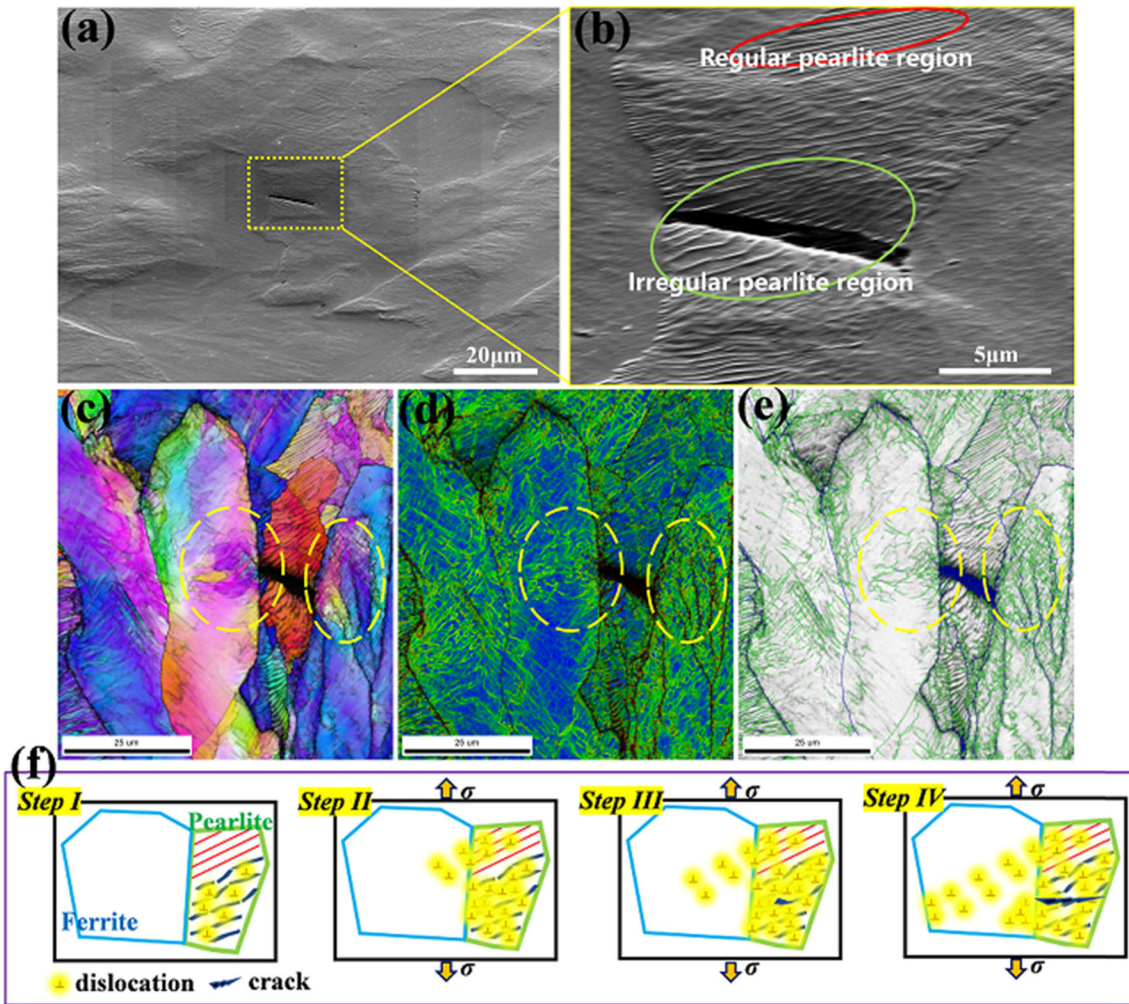 (a)
(b)
Regular pearlite region
Irregular pearlite region
20μm
5μm
(c)
(d)
(e)
25 um
25 um
25 um
(f)
Step I
Step II
Step III
Step IV
σ
σ
σ
Pearlite
Ferrite
σ
σ
σ
dislocation
crack